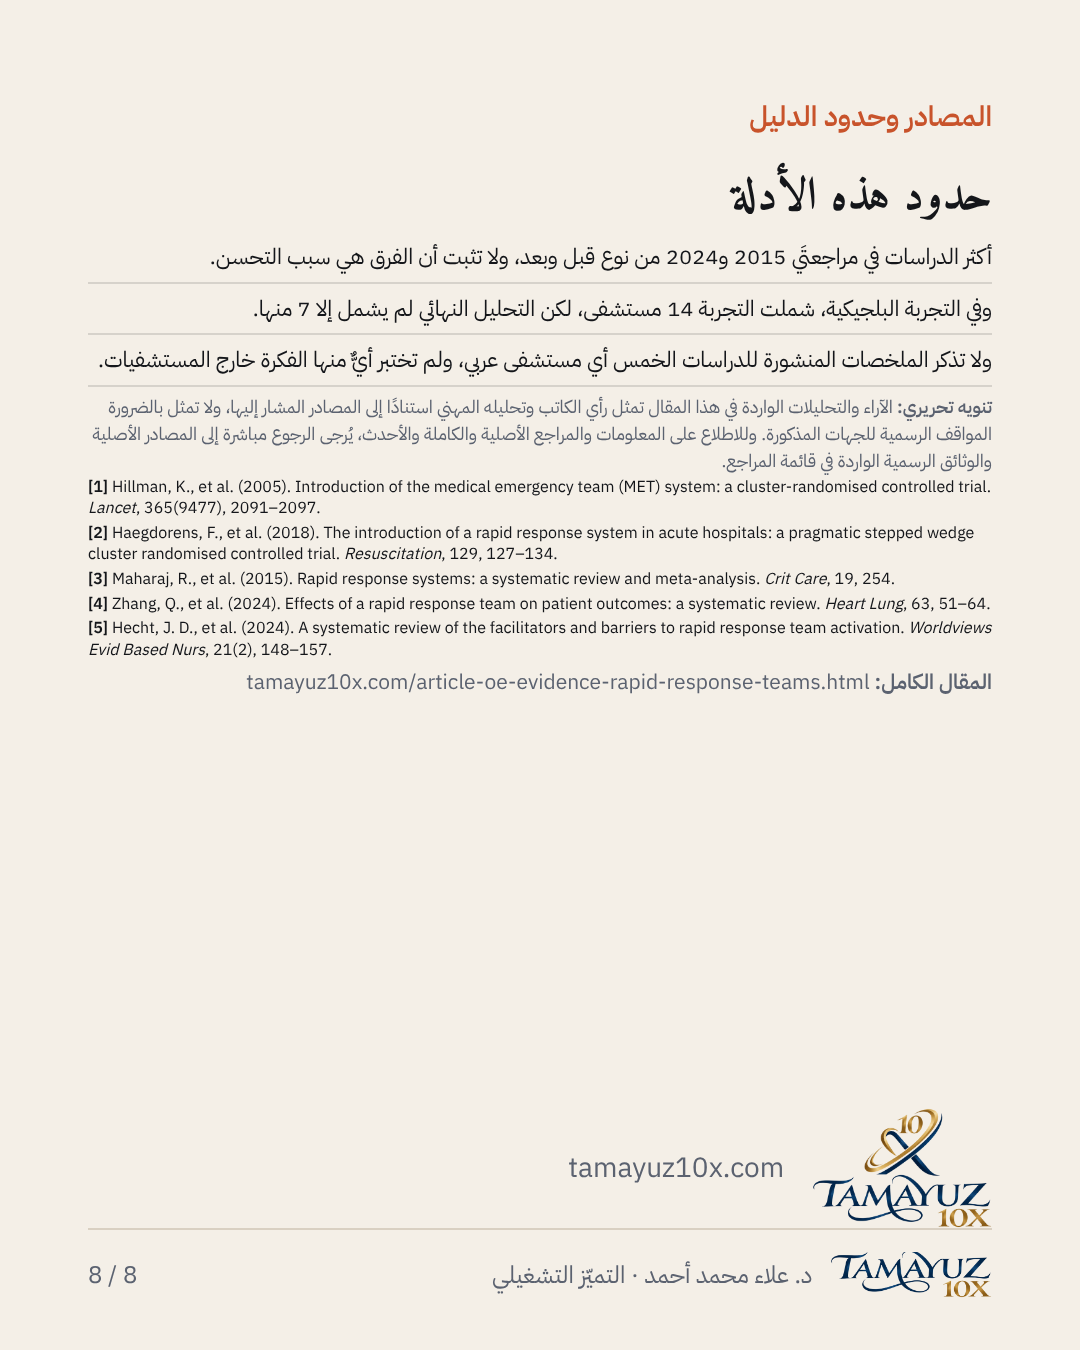 المصادر وحدود الدليل
حدود هذه الأدلة
أكثر الدراسات في مراجعتَي 2015 و2024 من نوع قبل وبعد، ولا تثبت أن الفرق هي سبب التحسن.
وفي التجربة البلجيكية، شملت التجربة 14 مستشفى، لكن التحليل النهائي لم يشمل إلا 7 منها.
ولا تذكر الملخصات المنشورة للدراسات الخمس أي مستشفى عربي، ولم تختبر أيٌّ منها الفكرة خارج المستشفيات.
تنويه تحريري: الآراء والتحليلات الواردة في هذا المقال تمثل رأي الكاتب وتحليله المهني استنادًا إلى المصادر المشار إليها، ولا تمثل بالضرورة
المواقف الرسمية للجهات المذكورة. وللاطلاع على المعلومات والمراجع الأصلية والكاملة والأحدث، يُرجى الرجوع مباشرة إلى المصادر الأصلية
والوثائق الرسمية الواردة في قائمة المراجع.
[1] Hillman, K., et al. (2005). Introduction of the medical emergency team (MET) system: a cluster-randomised controlled trial.
Lancet, 365(9477), 2091–2097.
[2] Haegdorens, F., et al. (2018). The introduction of a rapid response system in acute hospitals: a pragmatic stepped wedge
cluster randomised controlled trial. Resuscitation, 129, 127–134.
[3] Maharaj, R., et al. (2015). Rapid response systems: a systematic review and meta-analysis. Crit Care, 19, 254.
[4] Zhang, Q., et al. (2024). Effects of a rapid response team on patient outcomes: a systematic review. Heart Lung, 63, 51–64.
[5] Hecht, J. D., et al. (2024). A systematic review of the facilitators and barriers to rapid response team activation. Worldviews
Evid Based Nurs, 21(2), 148–157.
المقال الكامل: tamayuz10x.com/article-oe-evidence-rapid-response-teams.html
10
TAMAYUZ
10X
tamayuz10x.com
TAMAYUZ
10X
د. علاء محمد أحمد · التميّز التشغيلي
8 / 8